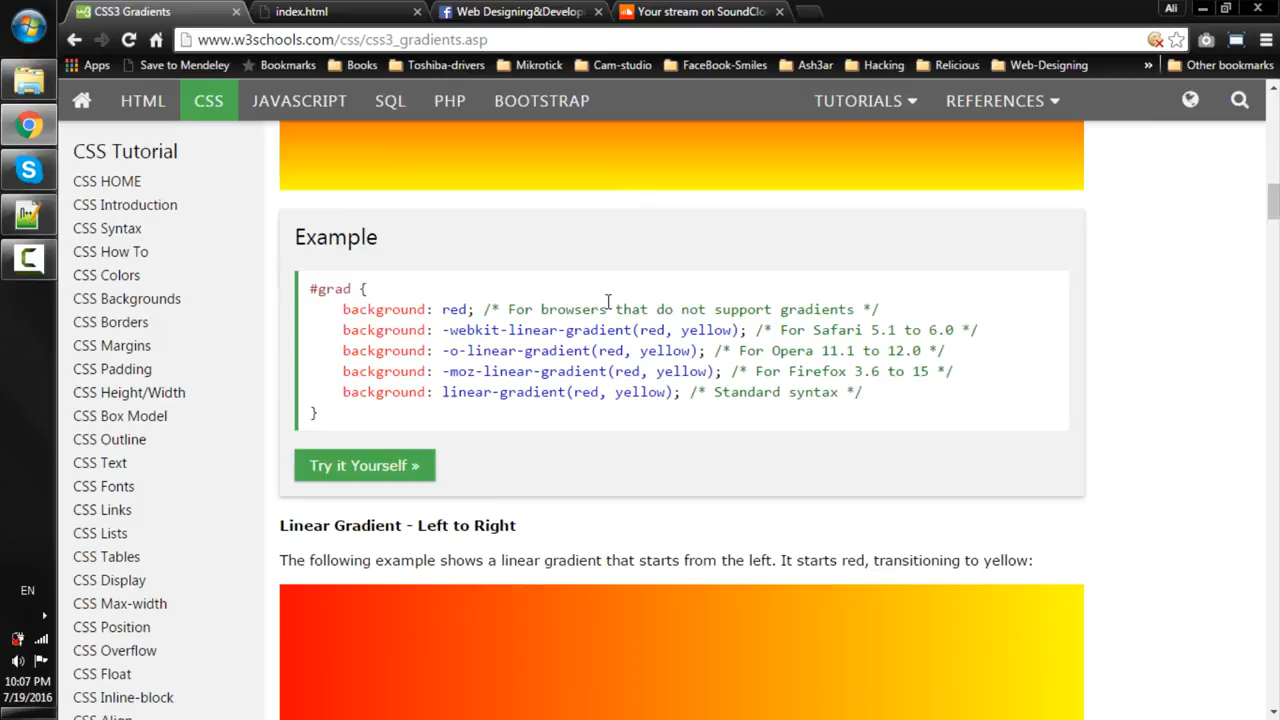 CSS3 Gradients
index.html
Web Designing&Develop
Your stream on SoundClo
Ali
www.w3schools.com/css/css3_gradients.asp
Apps
Save to Mendeley
Bookmarks
Books
Toshiba-drivers
Mikrotick
Cam-studio
FaceBook-Smiles
Ash3ar
Hacking
Relicious
Web-Designing
»
Other bookmarks
HTML
CSS
JAVASCRIPT
SQL
PHP
BOOTSTRAP
TUTORIALS
REFERENCES
CSS Tutorial
CSS HOME
CSS Introduction
CSS Syntax
CSS How To
CSS Colors
CSS Backgrounds
CSS Borders
CSS Margins
CSS Padding
CSS Height/Width
CSS Box Model
CSS Outline
CSS Text
CSS Fonts
CSS Links
CSS Lists
CSS Tables
CSS Display
CSS Max-width
CSS Position
CSS Overflow
CSS Float
CSS Inline-block
CSS Align
Example
#grad {
background: red; /* For browsers that do not support gradients */
background: -webkit-linear-gradient(red, yellow); /* For Safari 5.1 to 6.0 */
background: -o-linear-gradient(red, yellow); /* For Opera 11.1 to 12.0 */
background: -moz-linear-gradient(red, yellow); /* For Firefox 3.6 to 15 */
background: linear-gradient(red, yellow); /* Standard syntax */
}
Try it Yourself »
Linear Gradient - Left to Right
The following example shows a linear gradient that starts from the left. It starts red, transitioning to yellow:
EN
10:07 PM
7/19/2016